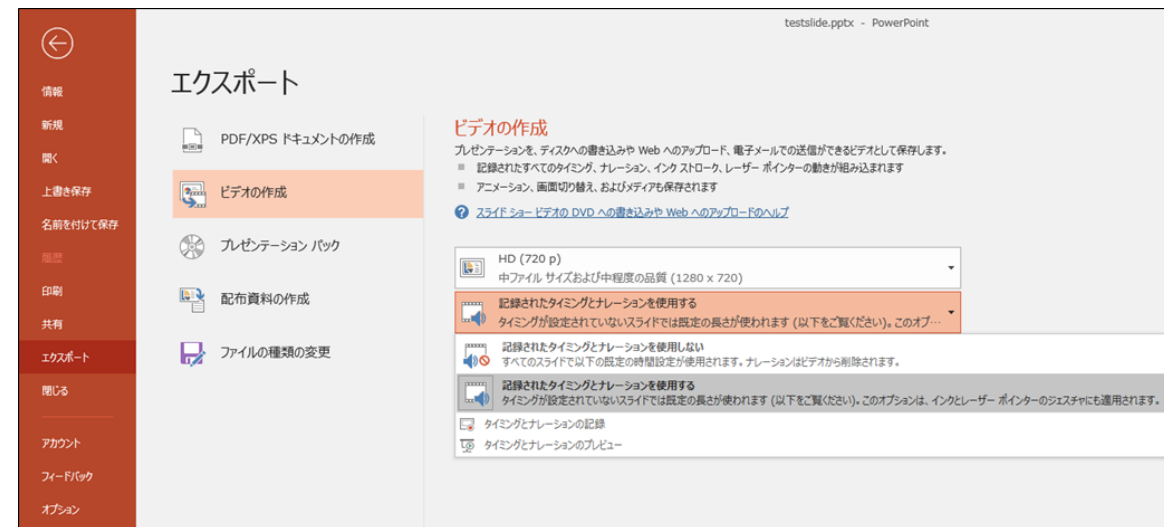 testslide.pptx - PowerPoint
情報
新規
開く
上書き保存
名前を付けて保存
履歴
印刷
共有
エクスポート
閉じる
アカウント
フィードバック
オプション
エクスポート
PDF/XPS ドキュメントの作成
ビデオの作成
プレゼンテーション パック
配布資料の作成
ファイルの種類の変更
ビデオの作成
プレゼンテーションを、ディスクへの書き込みや Web へのアップロード、電子メールでの送信ができるビデオとして保存します。
記録されたすべてのタイミング、ナレーション、インク ストローク、レーザー ポインターの動きが組み込まれます
アニメーション、画面切り替え、およびメディアも保存されます
スライド ショー ビデオの DVD への書き込みや Web へのアップロードのヘルプ
HD (720 p)
中ファイル サイズおよび中程度の品質 (1280 x 720)
記録されたタイミングとナレーションを使用する
タイミングが設定されていないスライドでは既定の長さが使われます (以下をご覧ください)。このオプ…
記録されたタイミングとナレーションを使用しない
すべてのスライドで以下の既定の時間設定が使用されます。ナレーションはビデオから削除されます。
記録されたタイミングとナレーションを使用する
タイミングが設定されていないスライドでは既定の長さが使われます (以下をご覧ください)。このオプションは、インクとレーザー ポインターのジェスチャにも適用されます。
タイミングとナレーションの記録
タイミングとナレーションのプレビュー